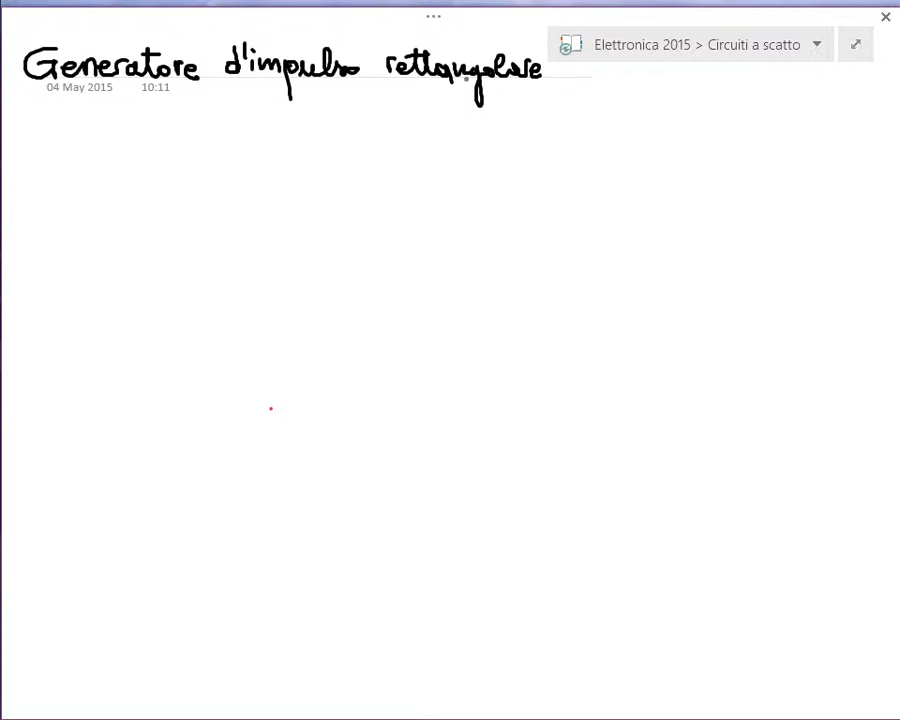 Elettronica 2015 > Circuiti a scatto
Generatore d'impulso rettangolare
04 May 2015 10:11